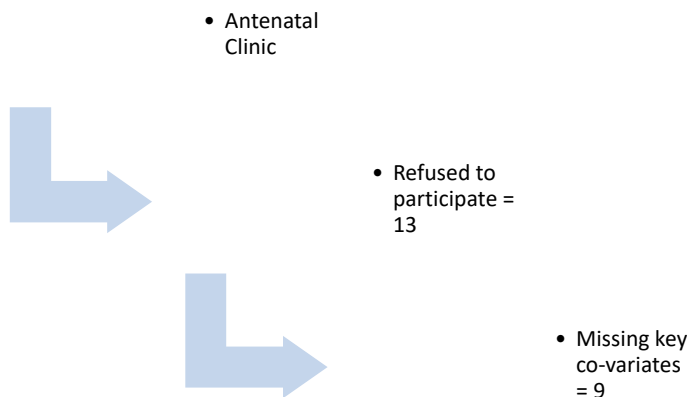 • Antenatal
Clinic
• Refused to
participate =
13
• Missing key
co-variates
= 9